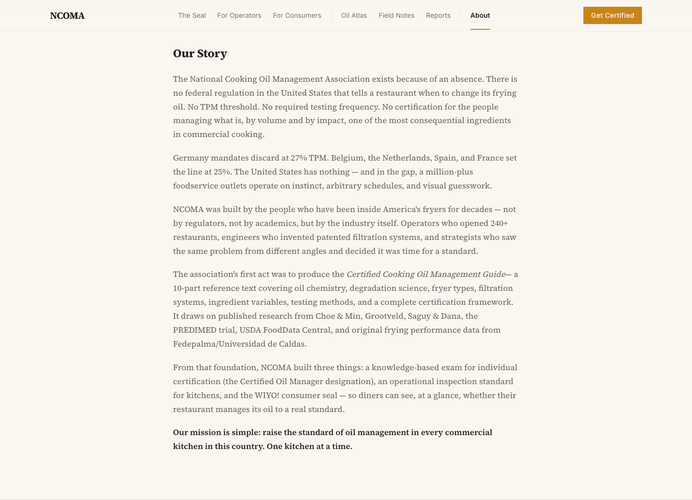 NCOMA
The Seal
For Operators
For Consumers
Oil Atlas
Field Notes
Reports
About
Get Certified
Our Story
The National Cooking Oil Management Association exists because of an absence. There is
no federal regulation in the United States that tells a restaurant when to change its frying
oil. No TPM threshold. No required testing frequency. No certification for the people
managing what is, by volume and by impact, one of the most consequential ingredients
in commercial cooking.
Germany mandates discard at 27% TPM. Belgium, the Netherlands, Spain, and France set
the line at 25%. The United States has nothing — and in the gap, a million-plus
foodservice outlets operate on instinct, arbitrary schedules, and visual guesswork.
NCOMA was built by the people who have been inside America's fryers for decades — not
by regulators, not by academics, but by the industry itself. Operators who opened 240+
restaurants, engineers who invented patented filtration systems, and strategists who saw
the same problem from different angles and decided it was time for a standard.
The association's first act was to produce the Certified Cooking Oil Management Guide— a
10-part reference text covering oil chemistry, degradation science, fryer types, filtration
systems, ingredient variables, testing methods, and a complete certification framework.
It draws on published research from Choe & Min, Grootveld, Saguy & Dana, the
PREDIMED trial, USDA FoodData Central, and original frying performance data from
Fedepalma/Universidad de Caldas.
From that foundation, NCOMA built three things: a knowledge-based exam for individual
certification (the Certified Oil Manager designation), an operational inspection standard
for kitchens, and the WIYO! consumer seal — so diners can see, at a glance, whether their
restaurant manages its oil to a real standard.
Our mission is simple: raise the standard of oil management in every commercial
kitchen in this country. One kitchen at a time.